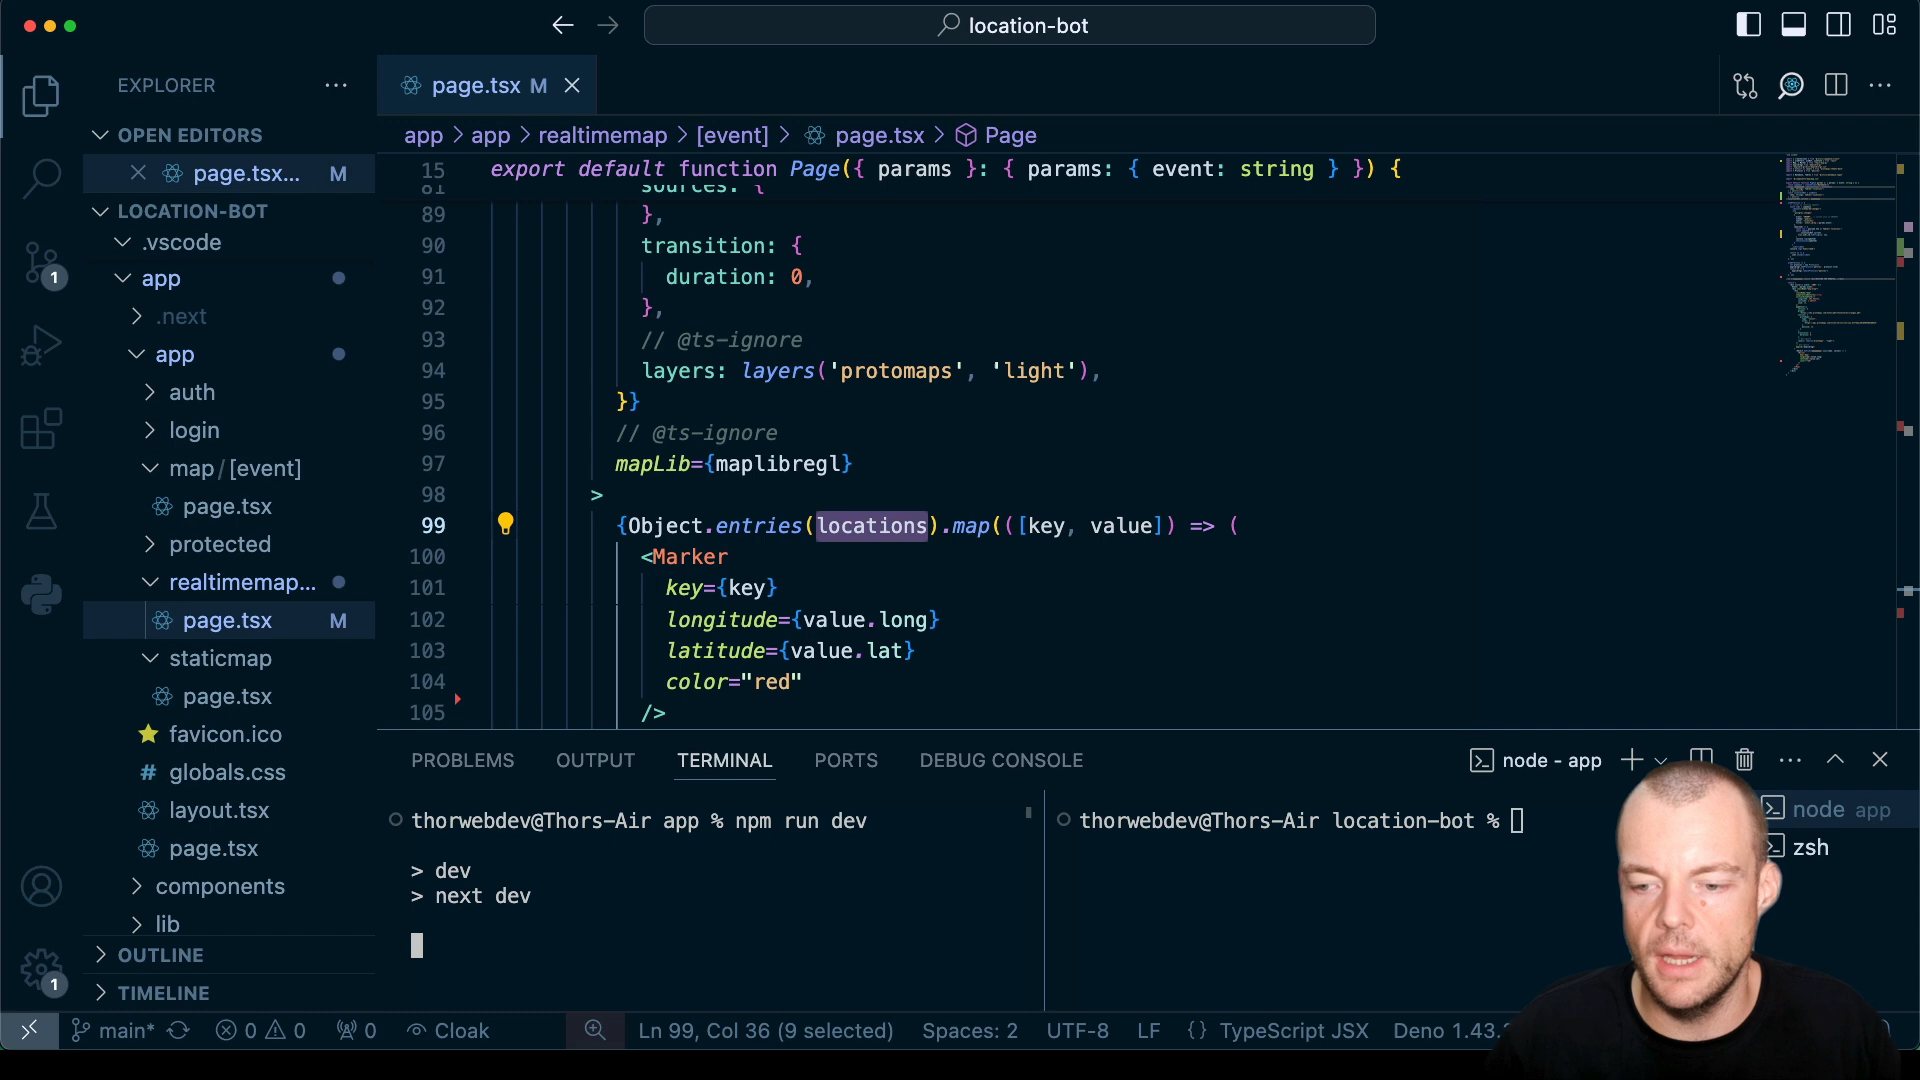 location-bot
EXPLORER
page.tsx M
OPEN EDITORS
page.tsx... M
LOCATION-BOT
.vscode
app
.next
app
auth
login
map/[event]
page.tsx
protected
realtimemap...
page.tsx M
staticmap
page.tsx
favicon.ico
globals.css
layout.tsx
page.tsx
components
lib
OUTLINE
TIMELINE
1
1
app > app > realtimemap > [event] > page.tsx > Page
15 export default function Page({ params }: { params: { event: string } }) {
81 sources: {
89 },
90 transition: {
91 duration: 0,
92 },
93 // @ts-ignore
94 layers: layers('protomaps', 'light'),
95 }}
96 // @ts-ignore
97 mapLib={maplibregl}
98 >
99 {Object.entries(locations).map(([key, value]) => (
100 <Marker
101 key={key}
102 longitude={value.long}
103 latitude={value.lat}
104 color="red"
105 />
PROBLEMS OUTPUT TERMINAL PORTS DEBUG CONSOLE
node - app
thorwebdev@Thors-Air app % npm run dev
> dev
> next dev
thorwebdev@Thors-Air location-bot %
node app
zsh
main* 0 0 0 Cloak Ln 99, Col 36 (9 selected) Spaces: 2 UTF-8 LF {} TypeScript JSX Deno 1.43.